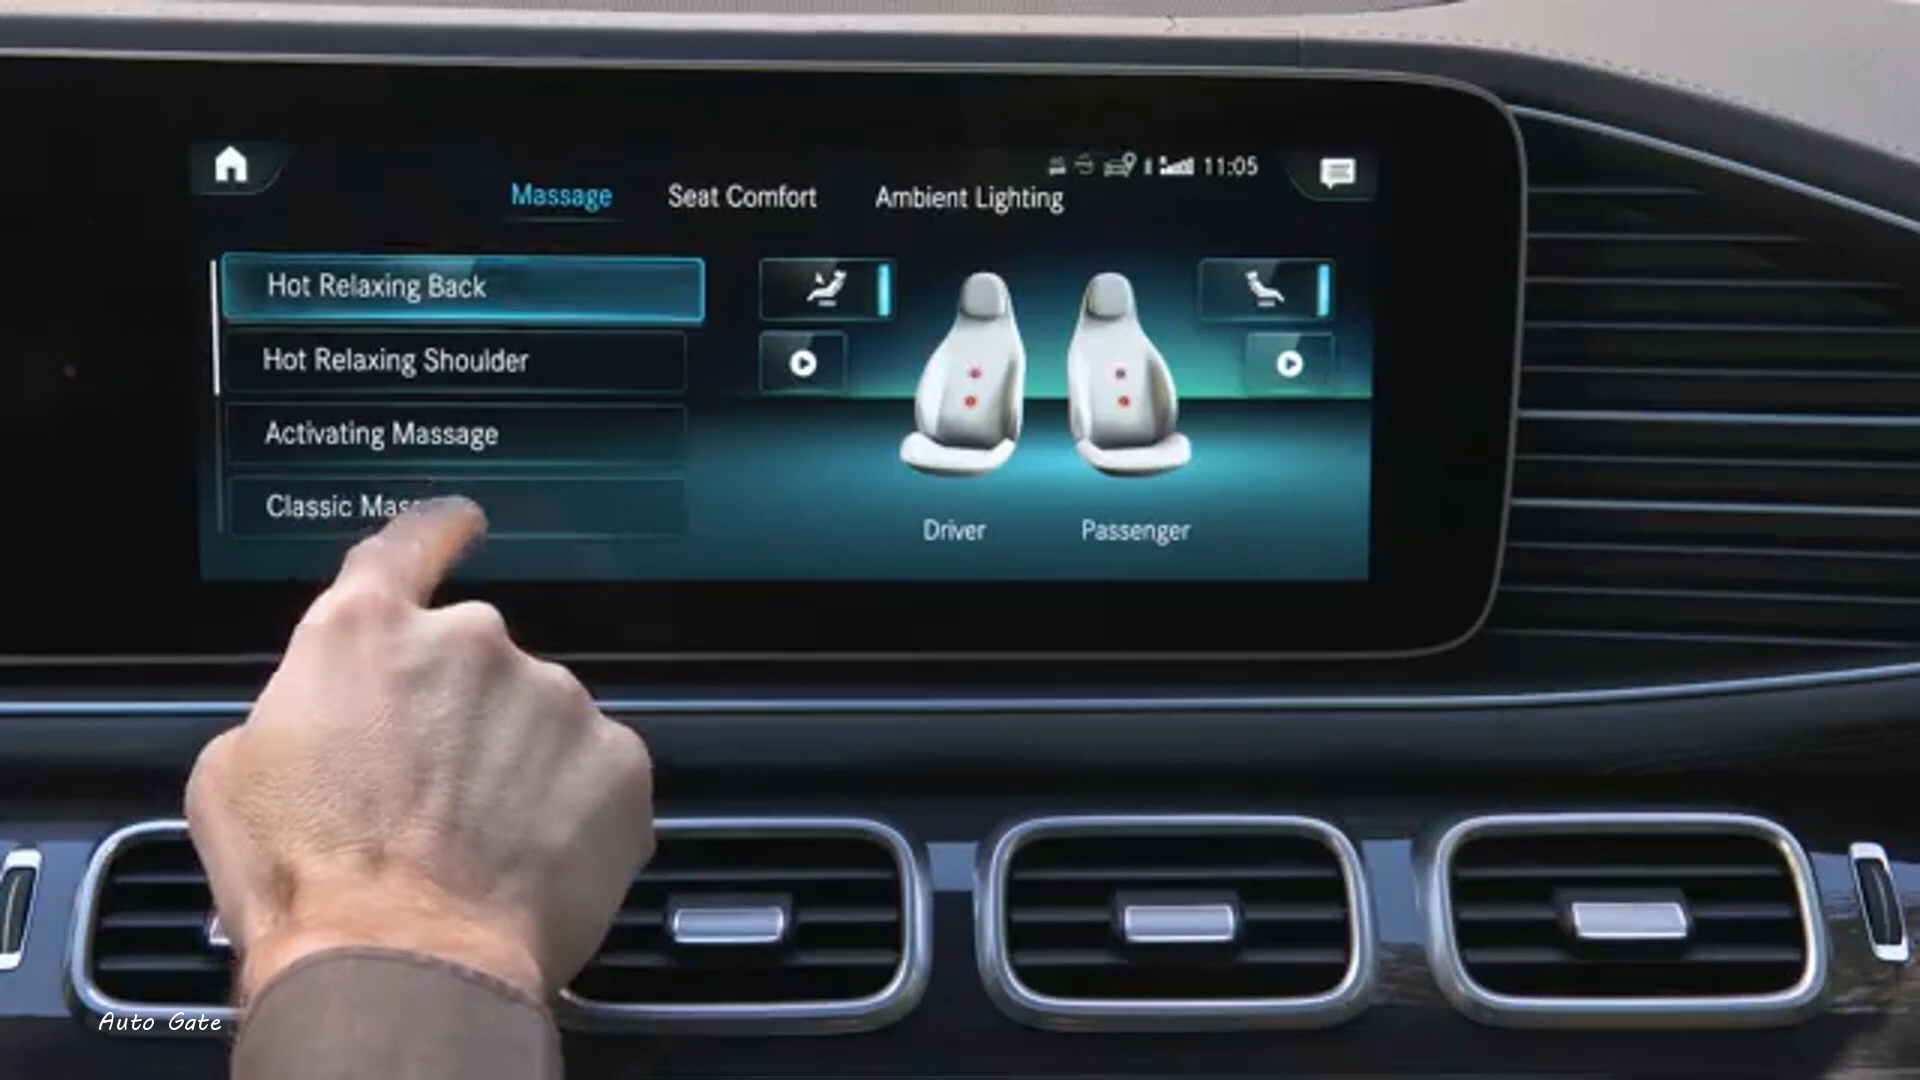 11:05
Massage Seat Comfort Ambient Lighting
Hot Relaxing Back
Hot Relaxing Shoulder
Activating Massage
Classic
Driver Passenger
Auto Gate